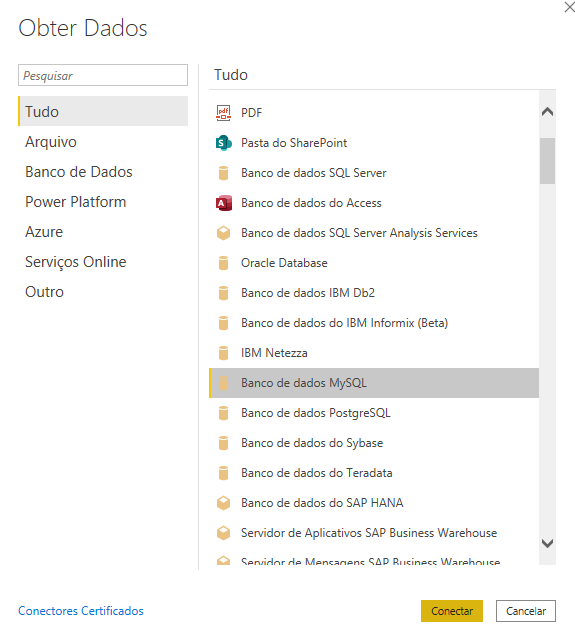 Obter Dados
Pesquisar
Tudo
Arquivo
Banco de Dados
Power Platform
Azure
Serviços Online
Outro
Tudo
PDF
Pasta do SharePoint
Banco de dados SQL Server
Banco de dados do Access
Banco de dados SQL Server Analysis Services
Oracle Database
Banco de dados IBM Db2
Banco de dados do IBM Informix (Beta)
IBM Netezza
Banco de dados MySQL
Banco de dados PostgreSQL
Banco de dados do Sybase
Banco de dados do Teradata
Banco de dados do SAP HANA
Servidor de Aplicativos SAP Business Warehouse
Servidor de Mensagens SAP Business Warehouse
Conectores Certificados
Conectar
Cancelar